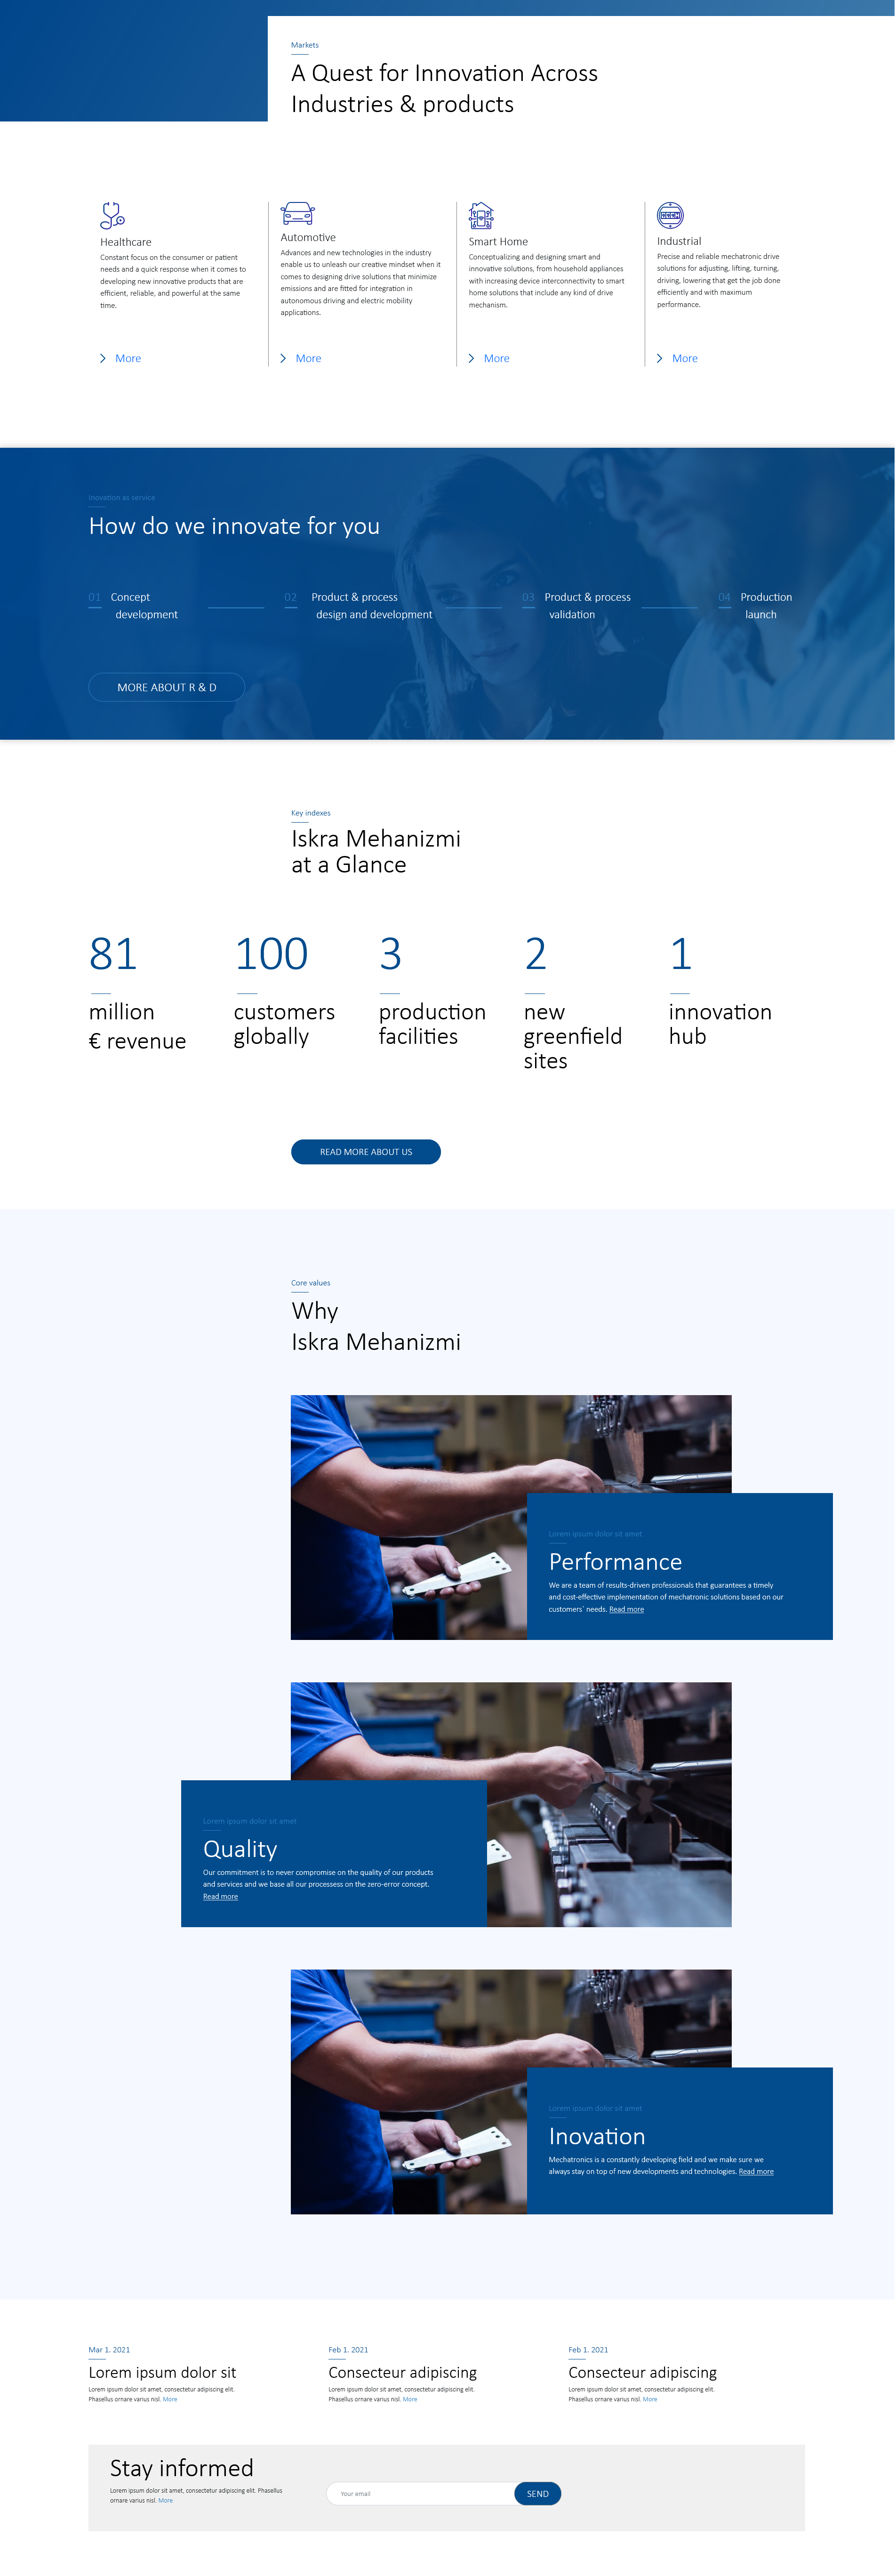 Markets
A Quest for Innovation Across
Industries & products
Healthcare
Constant focus on the consumer or patient
needs and a quick response when it comes to
developing new innovative products that are
efficient, reliable, and powerful at the same
time.
More
Automotive
Advances and new technologies in the industry
enable us to unleash our creative mindset when it
comes to designing drive solutions that minimize
emissions and are fitted for integration in
autonomous driving and electric mobility
applications.
More
Smart Home
Conceptualizing and designing smart and
innovative solutions, from household appliances
with increasing device interconnectivity to smart
home solutions that include any kind of drive
mechanism.
More
Industrial
Precise and reliable mechatronic drive
solutions for adjusting, lifting, turning,
driving, lowering that get the job done
efficiently and with maximum
performance.
More
Inovation as service
How do we innovate for you
01 Concept
development
02 Product & process
design and development
03 Product & process
validation
04 Production
launch
MORE ABOUT R & D
Key indexes
Iskra Mehanizmi
at a Glance
81
million
€ revenue
100
customers
globally
3
production
facilities
2
new
greenfield
sites
1
innovation
hub
READ MORE ABOUT US
Core values
Why
Iskra Mehanizmi
Lorem ipsum dolor sit amet
Performance
We are a team of results-driven professionals that guarantees a timely
and cost-effective implementation of mechatronic solutions based on our
customers´ needs. Read more
Lorem ipsum dolor sit amet
Quality
Our commitment is to never compromise on the quality of our products
and services and we base all our processess on the zero-error concept.
Read more
Lorem ipsum dolor sit amet
Inovation
Mechatronics is a constantly developing field and we make sure we
always stay on top of new developments and technologies. Read more
Mar 1. 2021
Lorem ipsum dolor sit
Lorem ipsum dolor sit amet, consectetur adipiscing elit.
Phasellus ornare varius nisl. More
Feb 1. 2021
Consecteur adipiscing
Lorem ipsum dolor sit amet, consectetur adipiscing elit.
Phasellus ornare varius nisl. More
Feb 1. 2021
Consecteur adipiscing
Lorem ipsum dolor sit amet, consectetur adipiscing elit.
Phasellus ornare varius nisl. More
Stay informed
Lorem ipsum dolor sit amet, consectetur adipiscing elit. Phasellus
ornare varius nisl. More
Your email
SEND